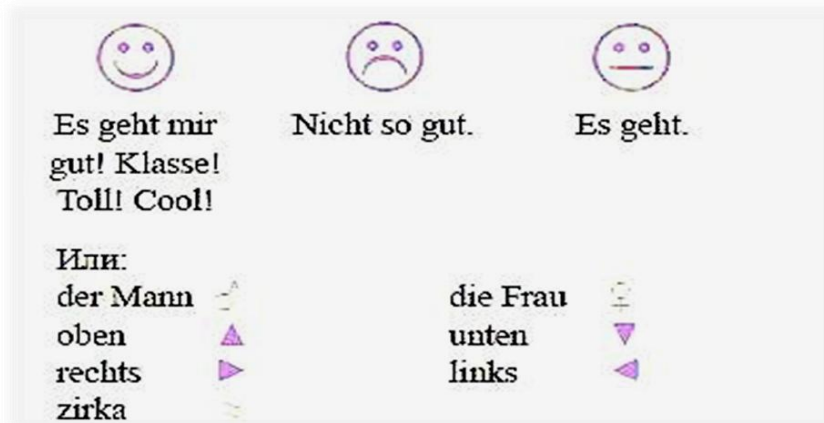 Es geht mir
gut! Klasse!
Toll! Cool!
Nicht so gut.
Es geht.
Или:
der Mann ♂
die Frau ♀
oben ▲
unten ▼
rechts ►
links ◄
zirka ≈